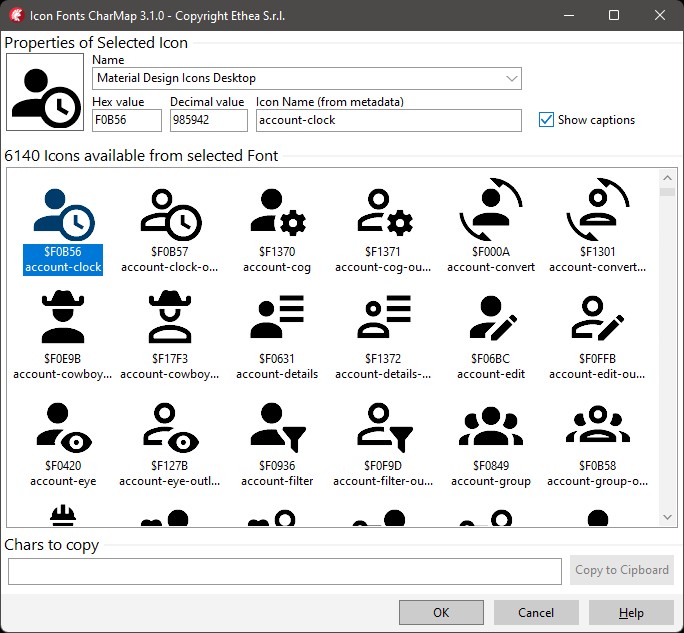 Icon Fonts CharMap 3.1.0 - Copyright Ethea S.r.l.
Properties of Selected Icon
Name
Material Design Icons Desktop
Hex value Decimal value Icon Name (from metadata)
F0B56 985942 account-clock Show captions
6140 Icons available from selected Font
$F0B56 $F0B57 $F1370 $F1371 $F000A $F1301
account-clock account-clock-o... account-cog account-cog-ou... account-convert account-convert...
$F0E9B $F17F3 $F0631 $F1372 $F06BC $F0FFB
account-cowboy... account-cowboy... account-details account-details-... account-edit account-edit-ou...
$F0420 $F127B $F0936 $F0F9D $F0849 $F0B58
account-eye account-eye-outl... account-filter account-filter-ou... account-group account-group-o...
Chars to copy
Copy to Cipboard
OK Cancel Help